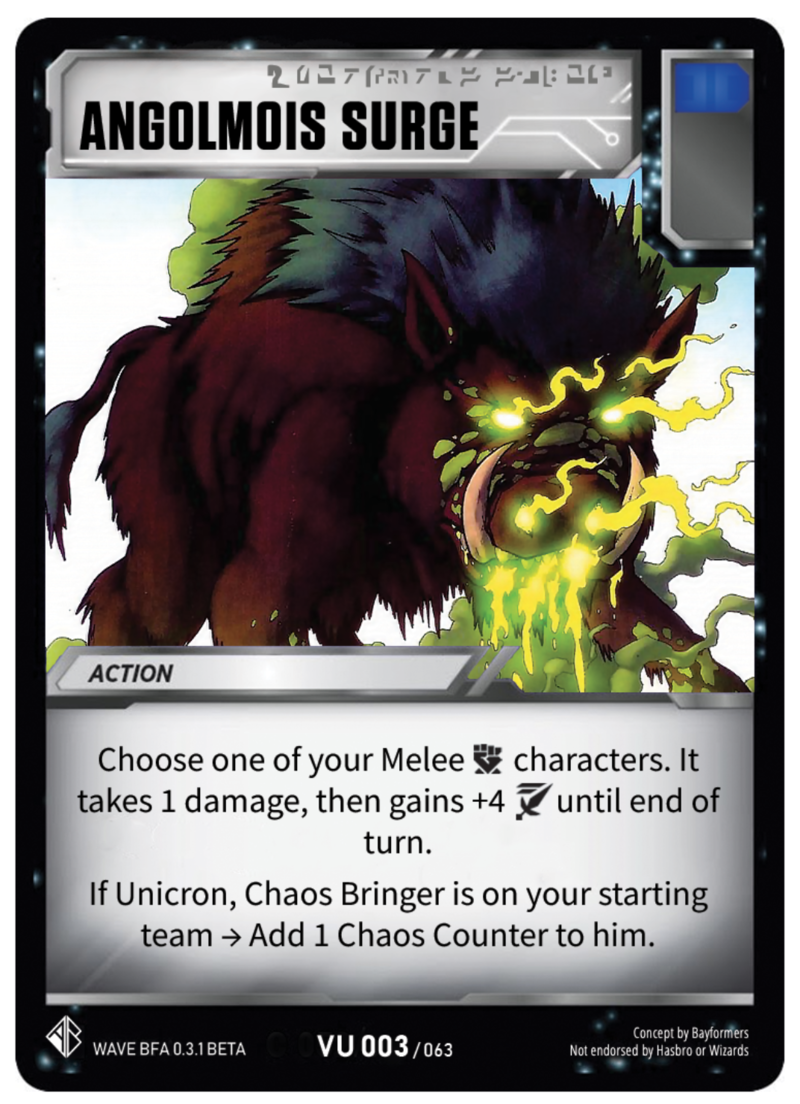 ANGOLMOIS SURGE
ACTION
Choose one of your Melee characters. It
takes 1 damage, then gains +4 until end of
turn.
If Unicron, Chaos Bringer is on your starting
team → Add 1 Chaos Counter to him.
WAVE BFA 0.3.1 BETA
VU 003/063
Concept by Bayformers
Not endorsed by Hasbro or Wizards